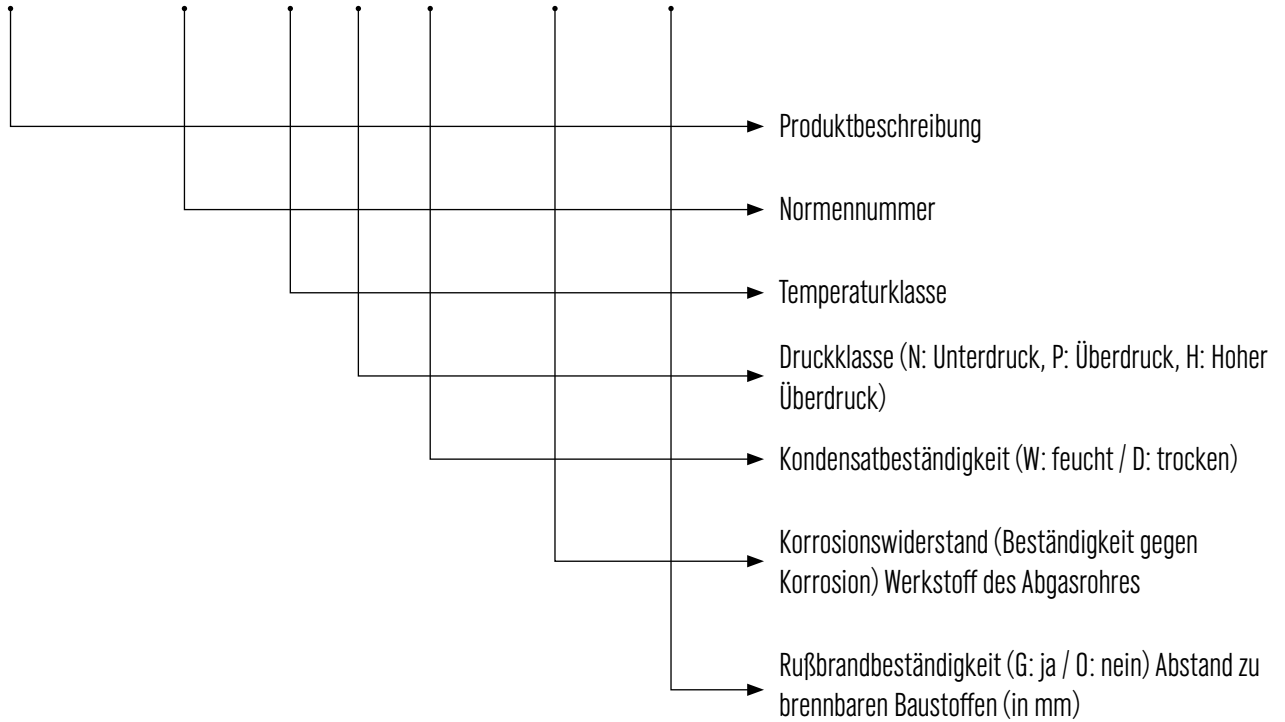 Produktbeschreibung
Normennummer
Temperaturklasse
Druckklasse (N: Unterdruck, P: Überdruck, H: Hoher
Überdruck)
Kondensatbeständigkeit (W: feucht / D: trocken)
Korrosionswiderstand (Beständigkeit gegen
Korrosion) Werkstoff des Abgasrohres
Rußbrandbeständigkeit (G: ja / O: nein) Abstand zu
brennbaren Baustoffen (in mm)